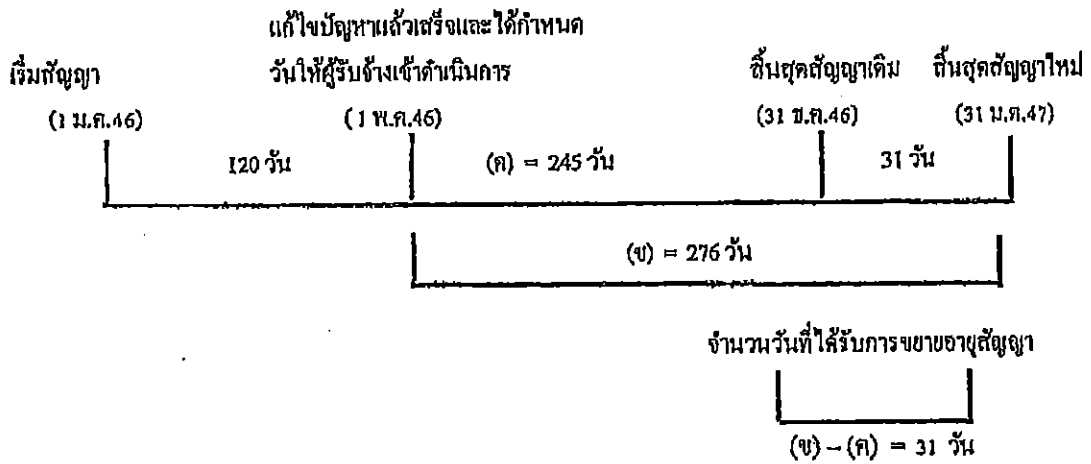 แก้ไขปัญหาแล้วเสร็จและได้กำหนด
วันให้ผู้รับจ้างเข้าดำเนินการ
เริ่มสัญญา
สิ้นสุดสัญญาเดิม
สิ้นสุดสัญญาใหม่
(1 ม.ค.46)
(1 พ.ค.46)
(31 ธ.ค.46)
(31 ม.ค.47)
120 วัน
(ค) = 245 วัน
31 วัน
(ข) = 276 วัน
จำนวนวันที่ได้รับการขยายอายุสัญญา
(ข) – (ค) = 31 วัน